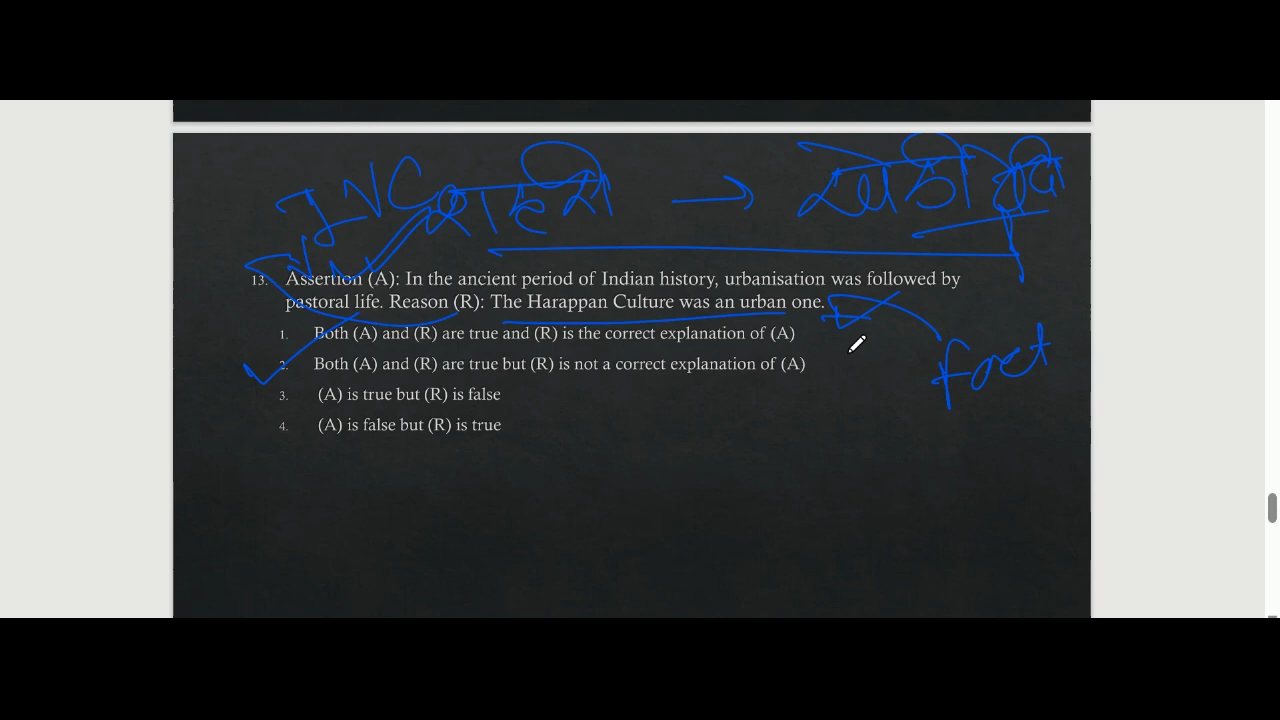 IVC शहरी → 
13. Assertion (A): In the ancient period of Indian history, urbanisation was followed by
pastoral life. Reason (R): The Harappan Culture was an urban one.
1. Both (A) and (R) are true and (R) is the correct explanation of (A)
2. Both (A) and (R) are true but (R) is not a correct explanation of (A)
3. (A) is true but (R) is false
4. (A) is false but (R) is true
fact